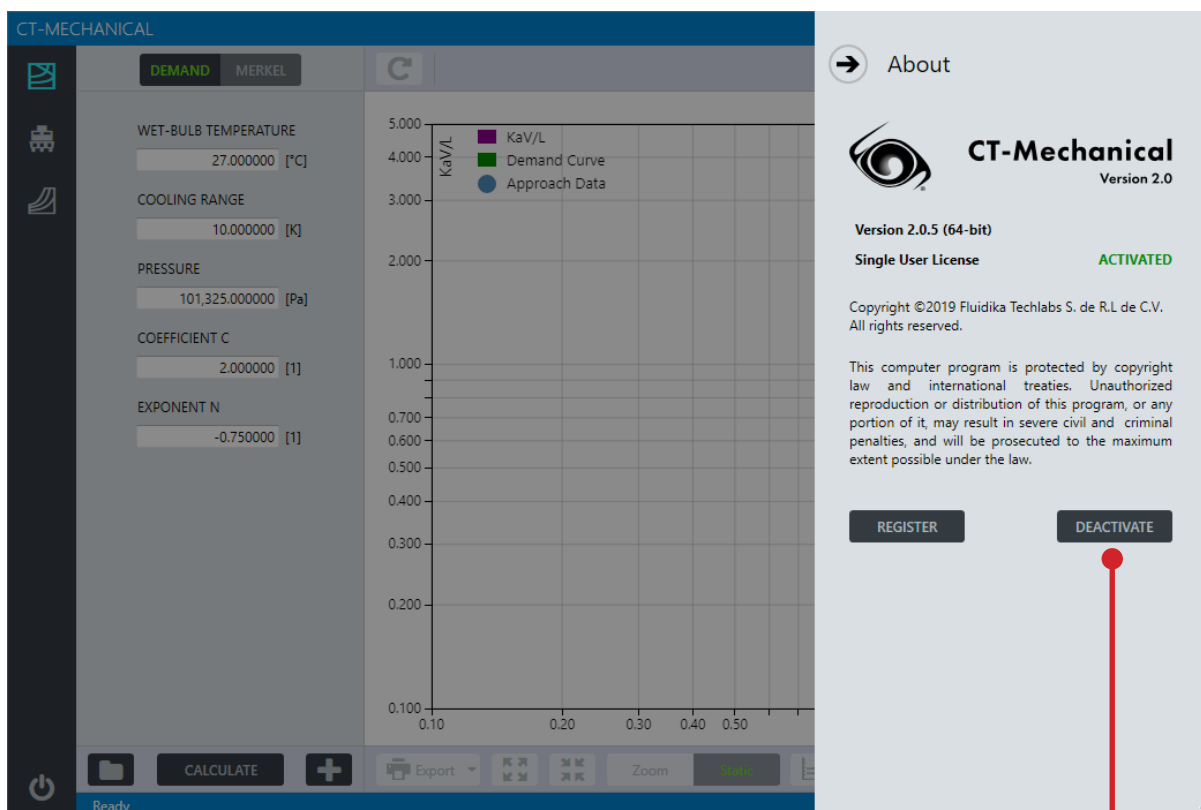 CT-MECHANICAL
DEMAND MERKEL
WET-BULB TEMPERATURE
27.000000 [°C]
COOLING RANGE
10.000000 [K]
PRESSURE
101,325.000000 [Pa]
COEFFICIENT C
2.000000 [1]
EXPONENT N
-0.750000 [1]
CALCULATE
Ready
KaV/L
KaV/L
Demand Curve
Approach Data
5.000
4.000
3.000
2.000
1.000
0.700
0.600
0.500
0.400
0.300
0.200
0.100
0.10 0.20 0.30 0.40 0.50
Export Zoom Static
About
CT-Mechanical
Version 2.0
Version 2.0.5 (64-bit)
Single User License ACTIVATED
Copyright ©2019 Fluidika Techlabs S. de R.L de C.V.
All rights reserved.
This computer program is protected by copyright
law and international treaties. Unauthorized
reproduction or distribution of this program, or any
portion of it, may result in severe civil and criminal
penalties, and will be prosecuted to the maximum
extent possible under the law.
REGISTER DEACTIVATE